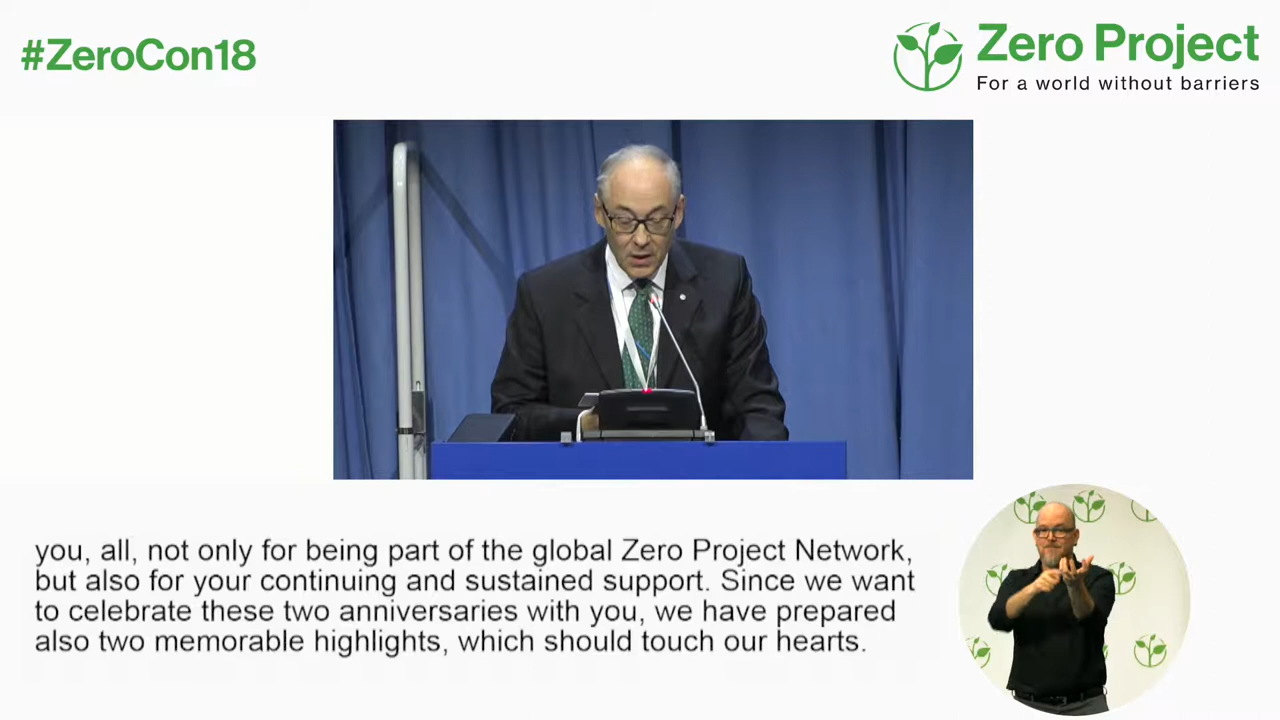 #ZeroCon18
Zero Project
For a world without barriers
you, all, not only for being part of the global Zero Project Network,
but also for your continuing and sustained support. Since we want
to celebrate these two anniversaries with you, we have prepared
also two memorable highlights, which should touch our hearts.